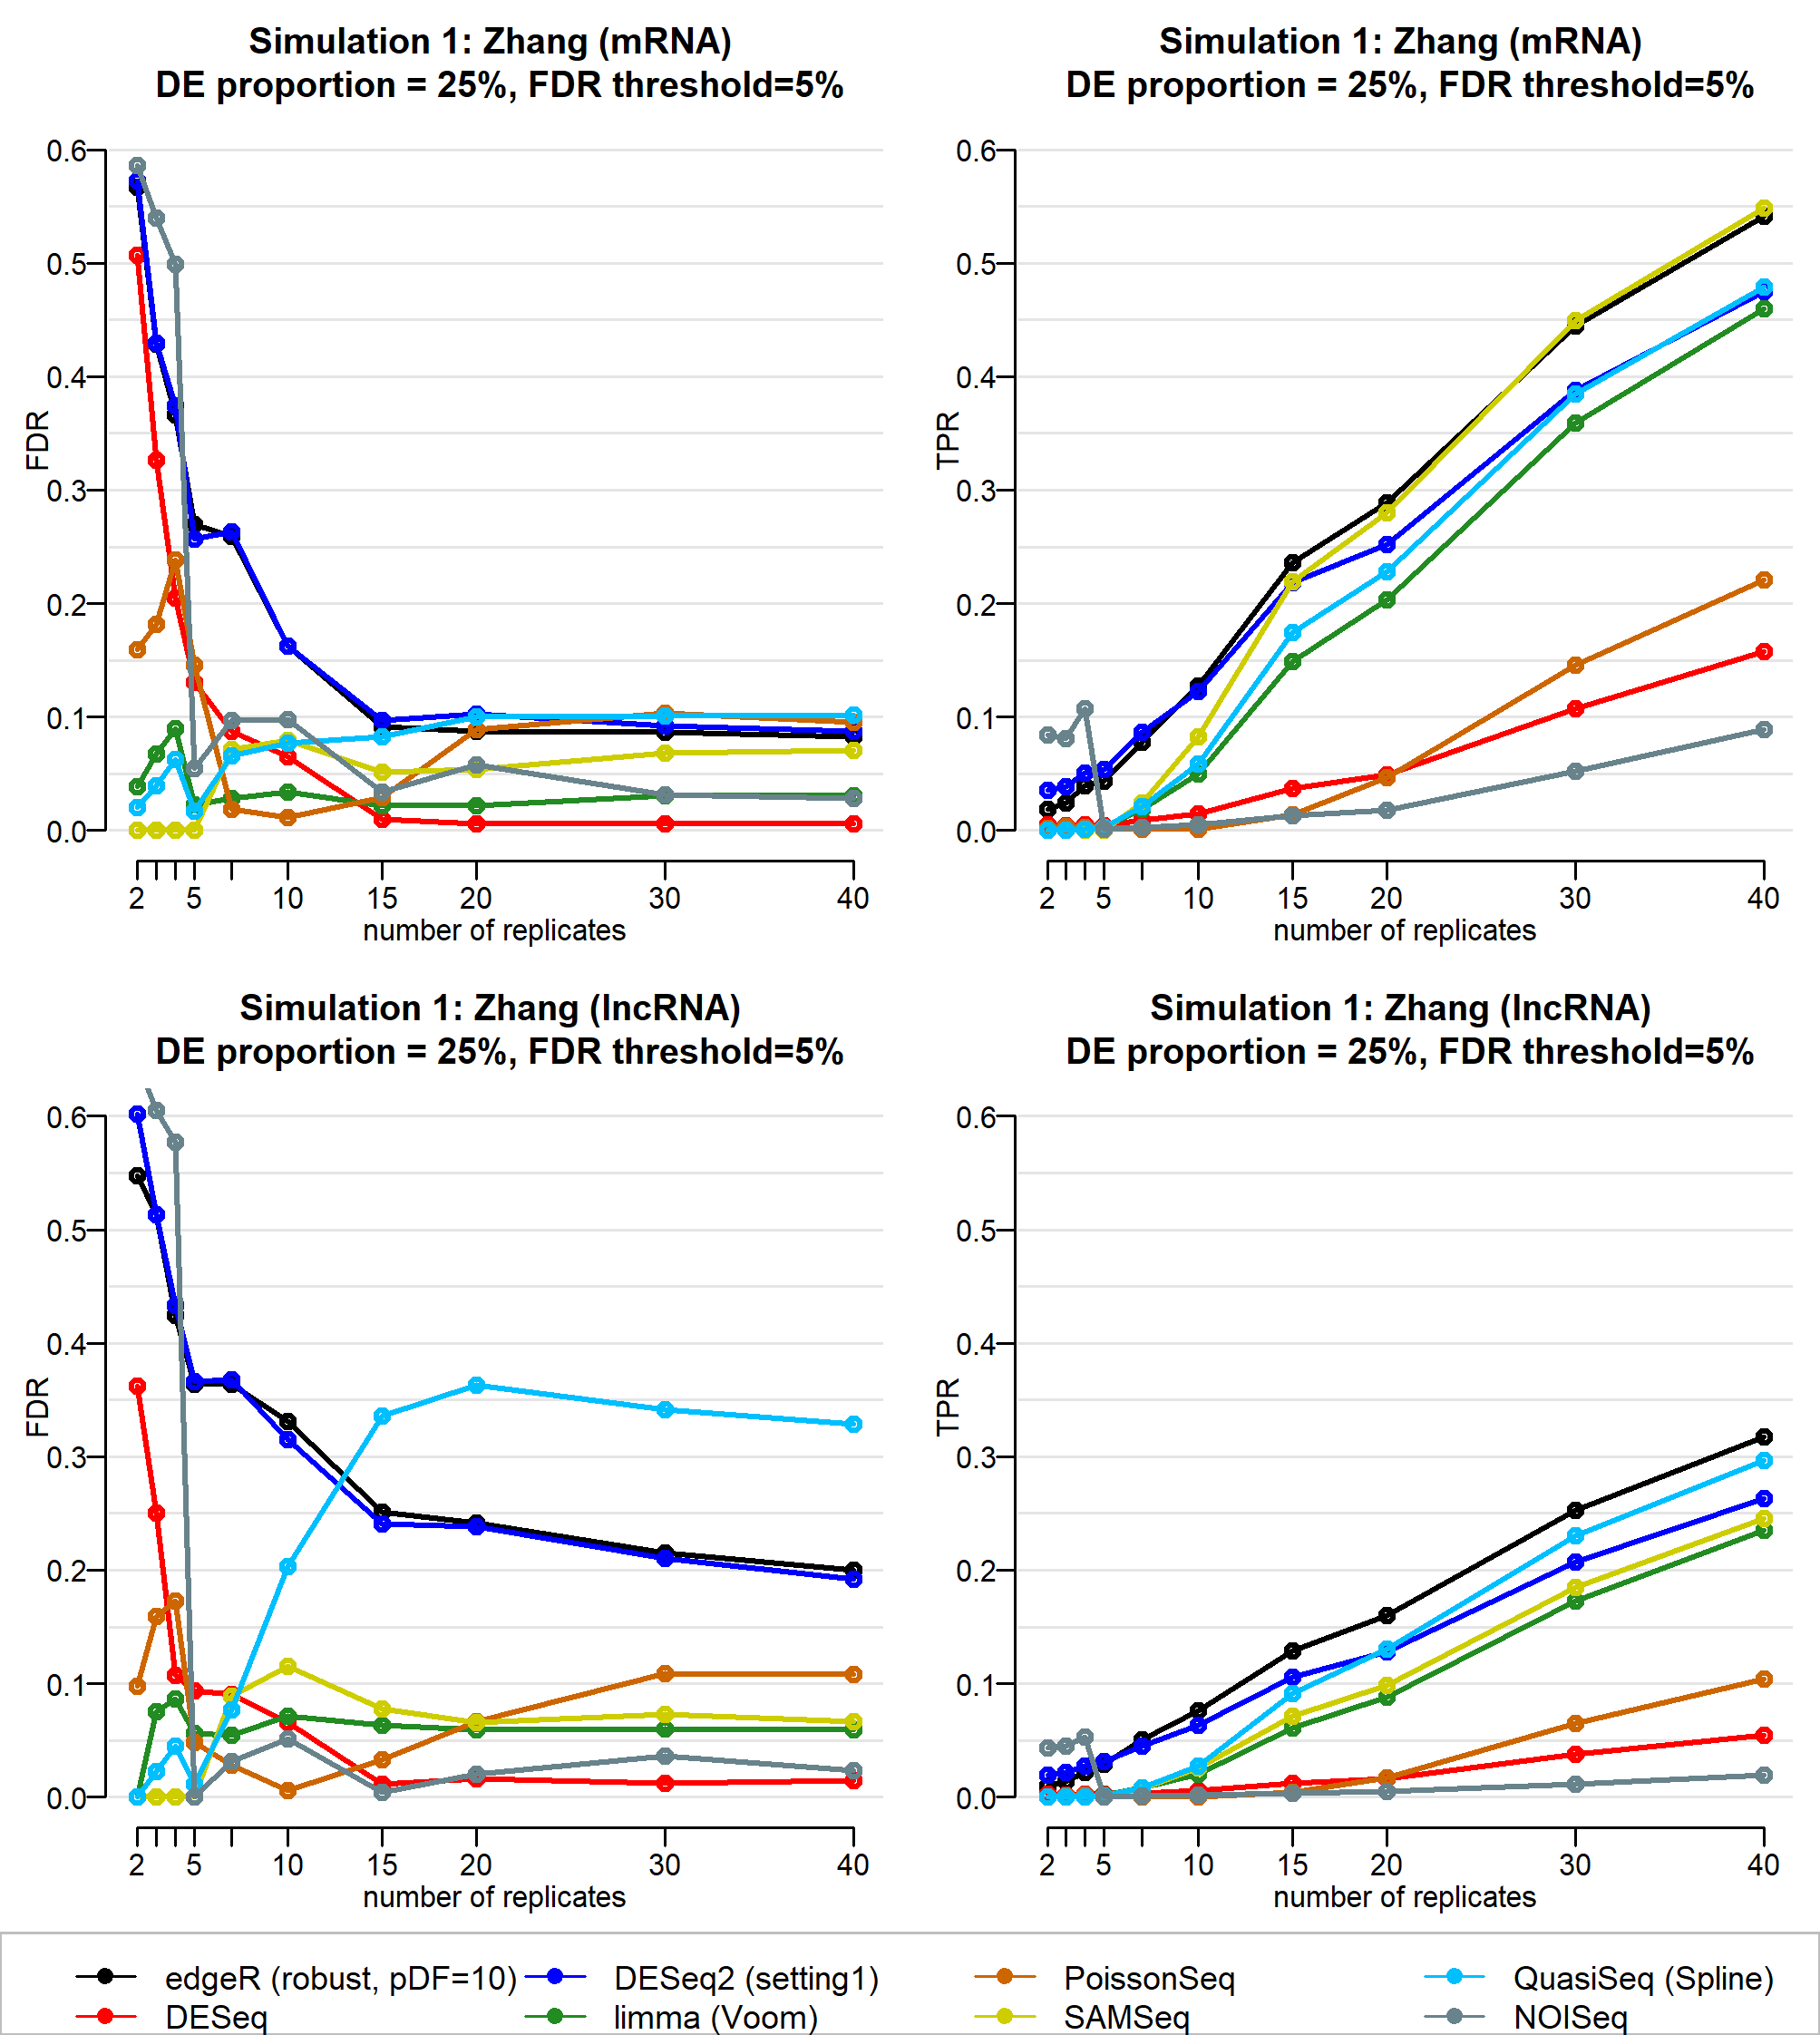 Simulation 1: Zhang (mRNA)
DE proportion = 25%, FDR threshold=5%
FDR
0.6
0.5
0.4
0.3
0.2
0.1
0.0
2 5 10 15 20 30 40
number of replicates
Simulation 1: Zhang (mRNA)
DE proportion = 25%, FDR threshold=5%
TPR
0.6
0.5
0.4
0.3
0.2
0.1
0.0
2 5 10 15 20 30 40
number of replicates
Simulation 1: Zhang (lncRNA)
DE proportion = 25%, FDR threshold=5%
FDR
0.6
0.5
0.4
0.3
0.2
0.1
0.0
2 5 10 15 20 30 40
number of replicates
Simulation 1: Zhang (lncRNA)
DE proportion = 25%, FDR threshold=5%
TPR
0.6
0.5
0.4
0.3
0.2
0.1
0.0
2 5 10 15 20 30 40
number of replicates
edgeR (robust, pDF=10) DESeq2 (setting1) PoissonSeq QuasiSeq (Spline)
DESeq limma (Voom) SAMSeq NOISeq